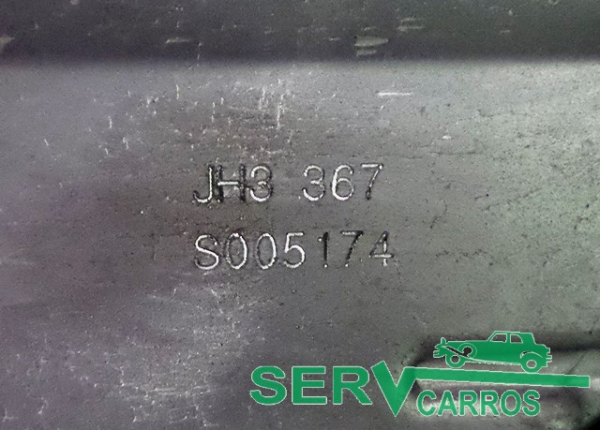 JH3 367
S005174
SERV
CARROS